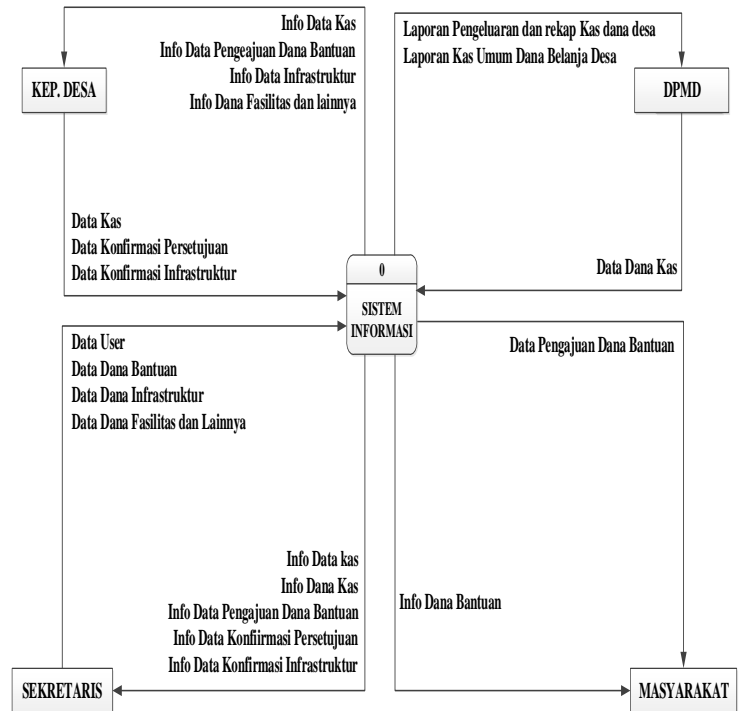 Info Data Kas
Info Data Pengeajuan Dana Bantuan
Info Data Infrastruktur
Info Dana Fasilitas dan lainnya
KEP. DESA
Laporan Pengeluaran dan rekap Kas dana desa
Laporan Kas Umum Dana Belanja Desa
DPMD
Data Kas
Data Konfirmasi Persetujuan
Data Konfirmasi Infrastruktur
Data Dana Kas
0
SISTEM
INFORMASI
Data User
Data Dana Bantuan
Data Dana Infrastruktur
Data Dana Fasilitas dan Lainnya
Data Pengajuan Dana Bantuan
Info Data kas
Info Dana Kas
Info Data Pengajuan Dana Bantuan
Info Data Konfiirmasi Persetujuan
Info Data Konfirmasi Infrastruktur
Info Dana Bantuan
SEKRETARIS
MASYARAKAT